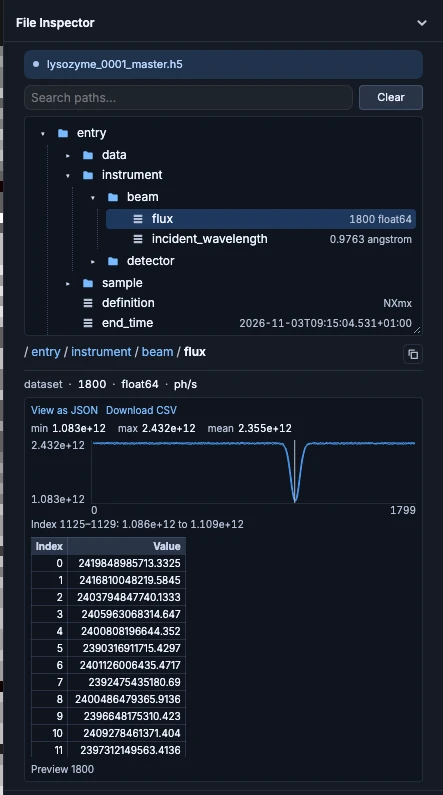 File Inspector
lysozyme_0001_master.h5
Search paths...
Clear
entry
data
instrument
beam
flux 1800 float64
incident_wavelength 0.9763 angstrom
detector
sample
definition NXmx
end_time 2026-11-03T09:15:04.531+01:00
/ entry / instrument / beam / flux
dataset · 1800 · float64 · ph/s
View as JSON Download CSV
min 1.083e+12 max 2.432e+12 mean 2.355e+12
2.432e+12
1.083e+12
0 1799
Index 1125–1129: 1.086e+12 to 1.109e+12
Index Value
0 2419848985713.3325
1 2416810048219.5845
2 2403794847740.1333
3 2405963068314.647
4 2400808196644.352
5 2390316911715.4297
6 2401126006435.4717
7 2392475435180.69
8 2400486479365.9136
9 2396648175310.423
10 2409278461371.404
11 2397312149563.4136
Preview 1800